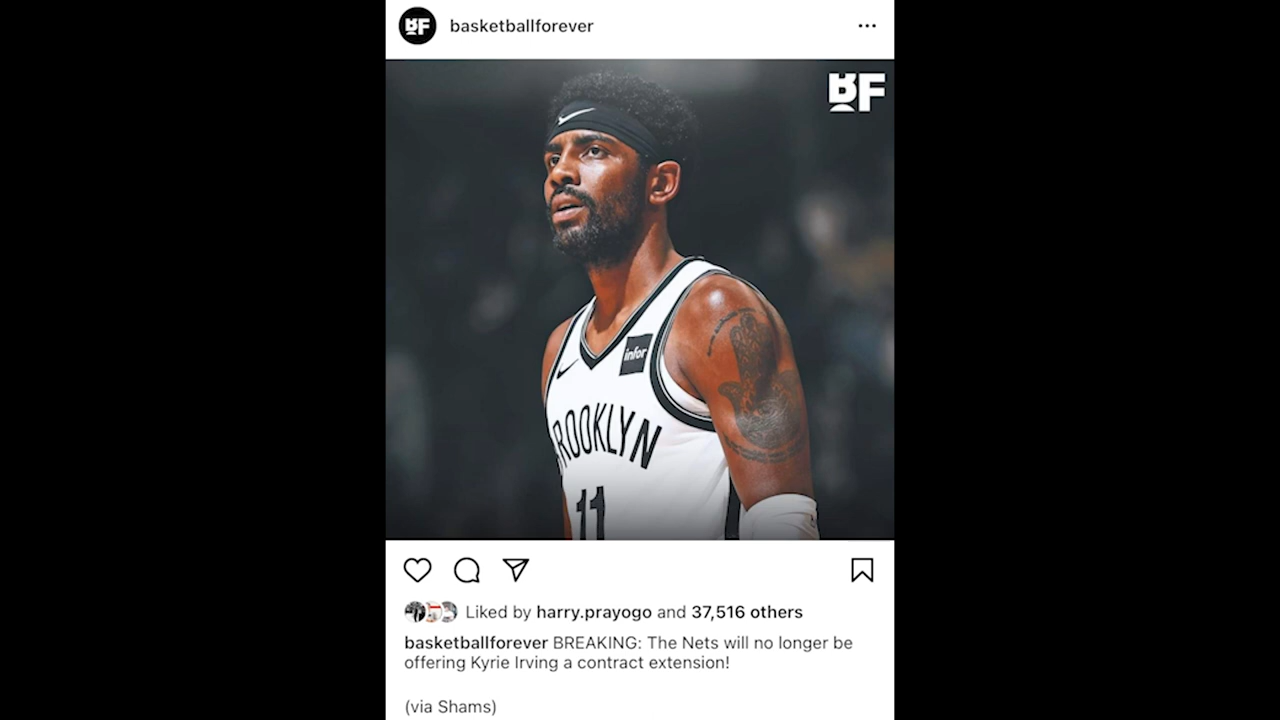 BF
basketballforever
BF
infor
BROOKLYN
11
Liked by harry.prayogo and 37,516 others
basketballforever BREAKING: The Nets will no longer be
offering Kyrie Irving a contract extension!
(via Shams)